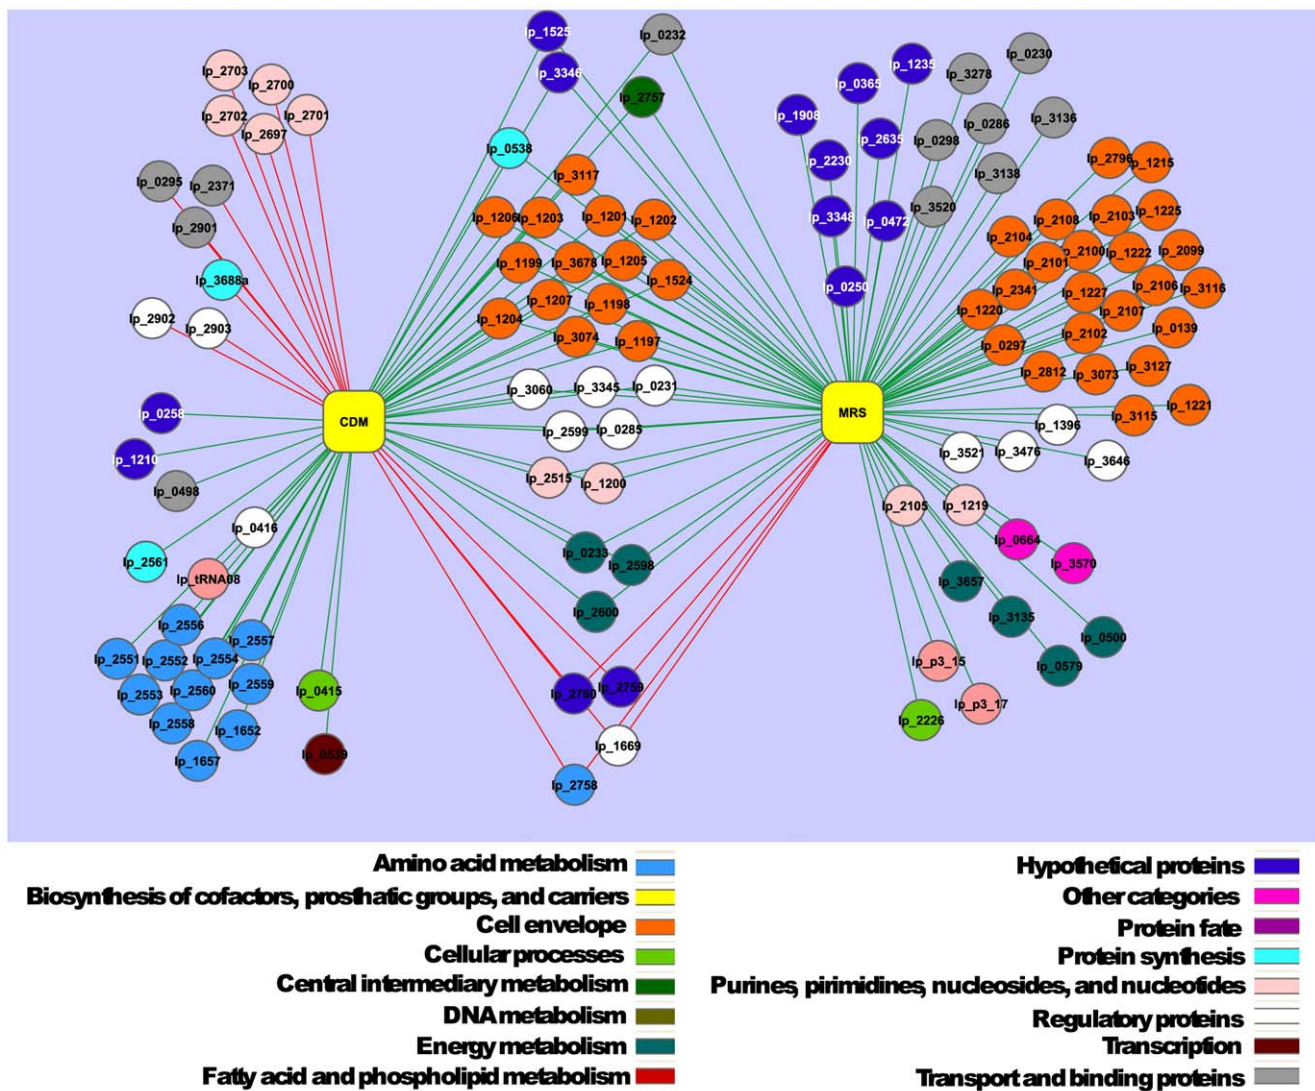 lp_1525
lp_0232
lp_3346
lp_2757
lp_0538
lp_2703
lp_2700
lp_2702
lp_2701
lp_2697
lp_0295
lp_2371
lp_2901
lp_3688a
lp_2902
lp_2903
CDM
lp_0258
lp_1210
lp_0498
lp_0416
lp_2561
lp_tRNA08
lp_2556
lp_2557
lp_2551
lp_2552
lp_2554
lp_2553
lp_2560
lp_2559
lp_2558
lp_1652
lp_1657
lp_0415
lp_0539
lp_3117
lp_1206
lp_1203
lp_1201
lp_1202
lp_1199
lp_3678
lp_1205
lp_1524
lp_1207
lp_1198
lp_1204
lp_3074
lp_1197
lp_3060
lp_3345
lp_0231
lp_2599
lp_0285
lp_2515
lp_1200
lp_0233
lp_2598
lp_2600
lp_2760
lp_2759
lp_1669
lp_2758
MRS
lp_1908
lp_0365
lp_1235
lp_3278
lp_0230
lp_2635
lp_0286
lp_3136
lp_2230
lp_0298
lp_3138
lp_3348
lp_0472
lp_3520
lp_0250
lp_2796
lp_1215
lp_2104
lp_2108
lp_2103
lp_1225
lp_2101
lp_2100
lp_1222
lp_2099
lp_2341
lp_1227
lp_2106
lp_3116
lp_1220
lp_2107
lp_0297
lp_2102
lp_0139
lp_2812
lp_3073
lp_3127
lp_3115
lp_1221
lp_1396
lp_3521
lp_3476
lp_3646
lp_2105
lp_1219
lp_0664
lp_3570
lp_3657
lp_3135
lp_0500
lp_0579
lp_p3_15
lp_p3_17
lp_2226
Amino acid metabolism
Biosynthesis of cofactors, prosthatic groups, and carriers
Cell envelope
Cellular processes
Central intermediary metabolism
DNA metabolism
Energy metabolism
Fatty acid and phospholipid metabolism
Hypothetical proteins
Other categories
Protein fate
Protein synthesis
Purines, pirimidines, nucleosides, and nucleotides
Regulatory proteins
Transcription
Transport and binding proteins